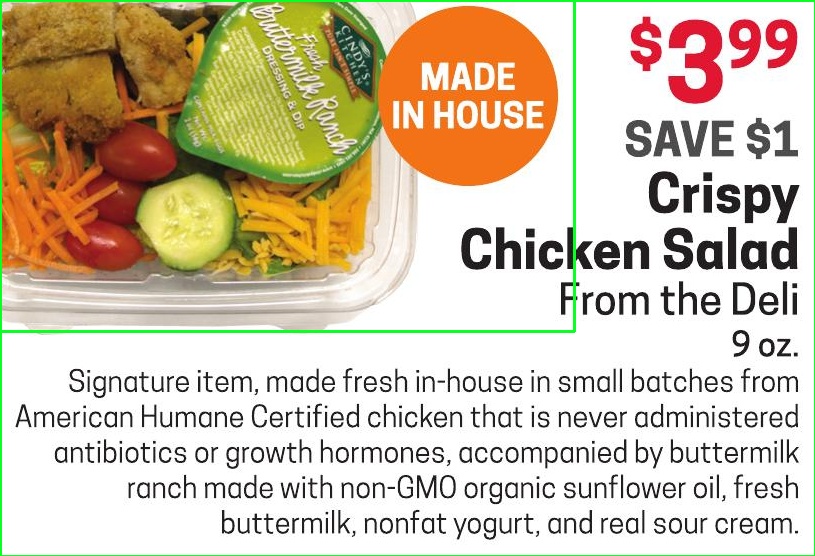 CINDY'S
KITCHEN
Fresh
Buttermilk Ranch
DRESSING & DIP
MADE
IN HOUSE
$3.99
SAVE $1
Crispy
Chicken Salad
From the Deli
9 oz.
Signature item, made fresh in-house in small batches from
American Humane Certified chicken that is never administered
antibiotics or growth hormones, accompanied by buttermilk
ranch made with non-GMO organic sunflower oil, fresh
buttermilk, nonfat yogurt, and real sour cream.